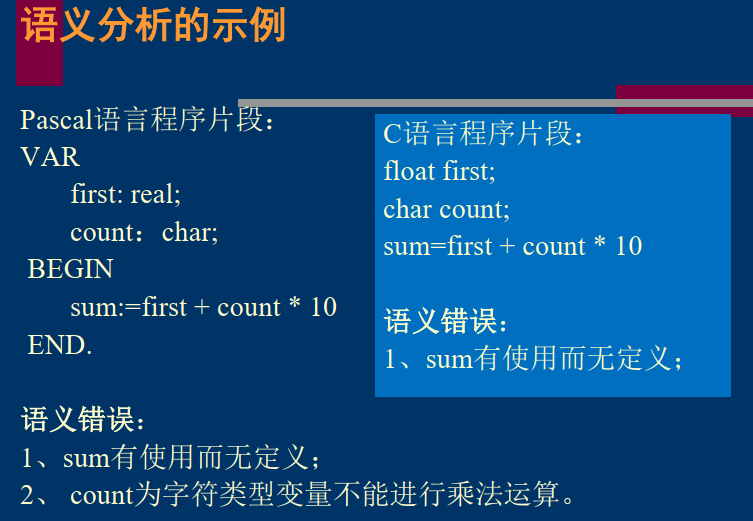 语义分析的示例
Pascal语言程序片段：
VAR
first: real;
count：char;
BEGIN
sum:=first + count * 10
END.
语义错误：
1、sum有使用而无定义；
2、 count为字符类型变量不能进行乘法运算。
C语言程序片段：
float first;
char count;
sum=first + count * 10
语义错误：
1、sum有使用而无定义；